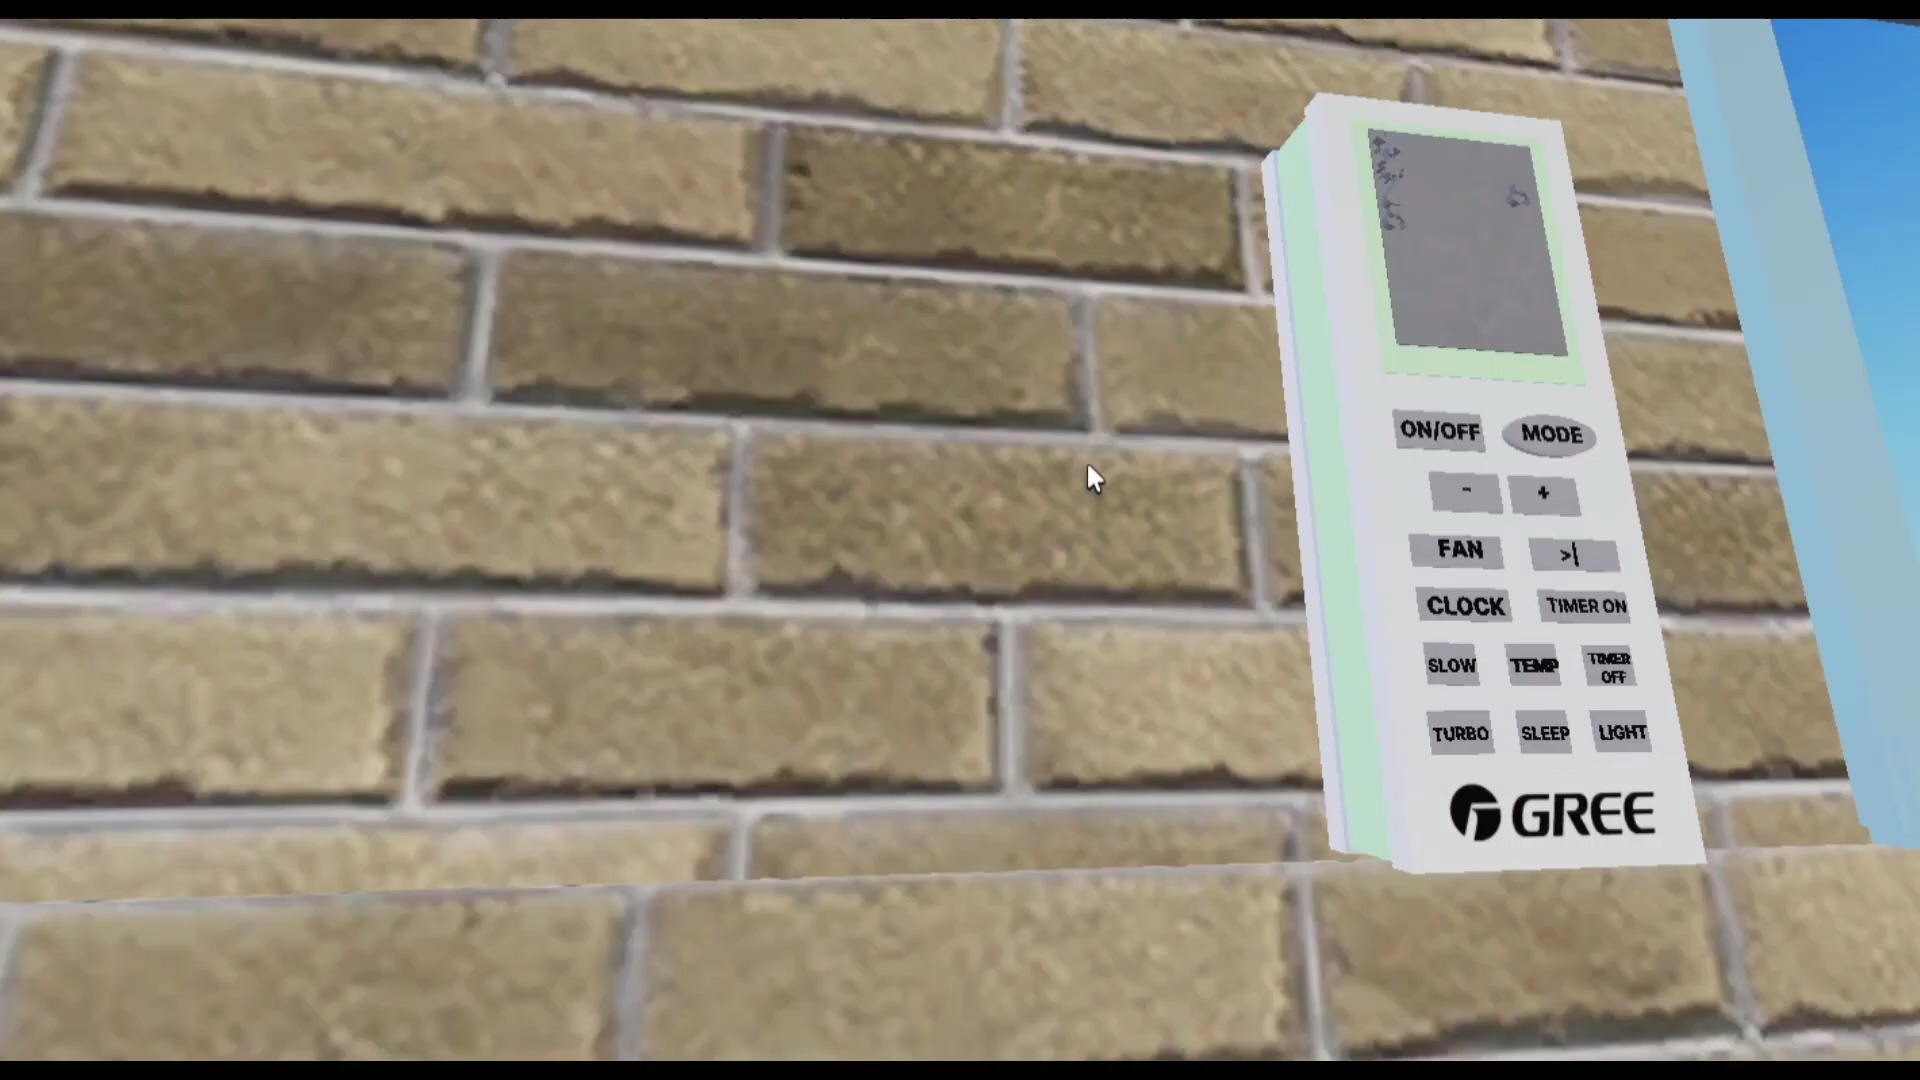 ON/OFF MODE
- +
FAN >|
CLOCK TIMER ON
SLOW TEMP TIMER OFF
TURBO SLEEP LIGHT
GREE